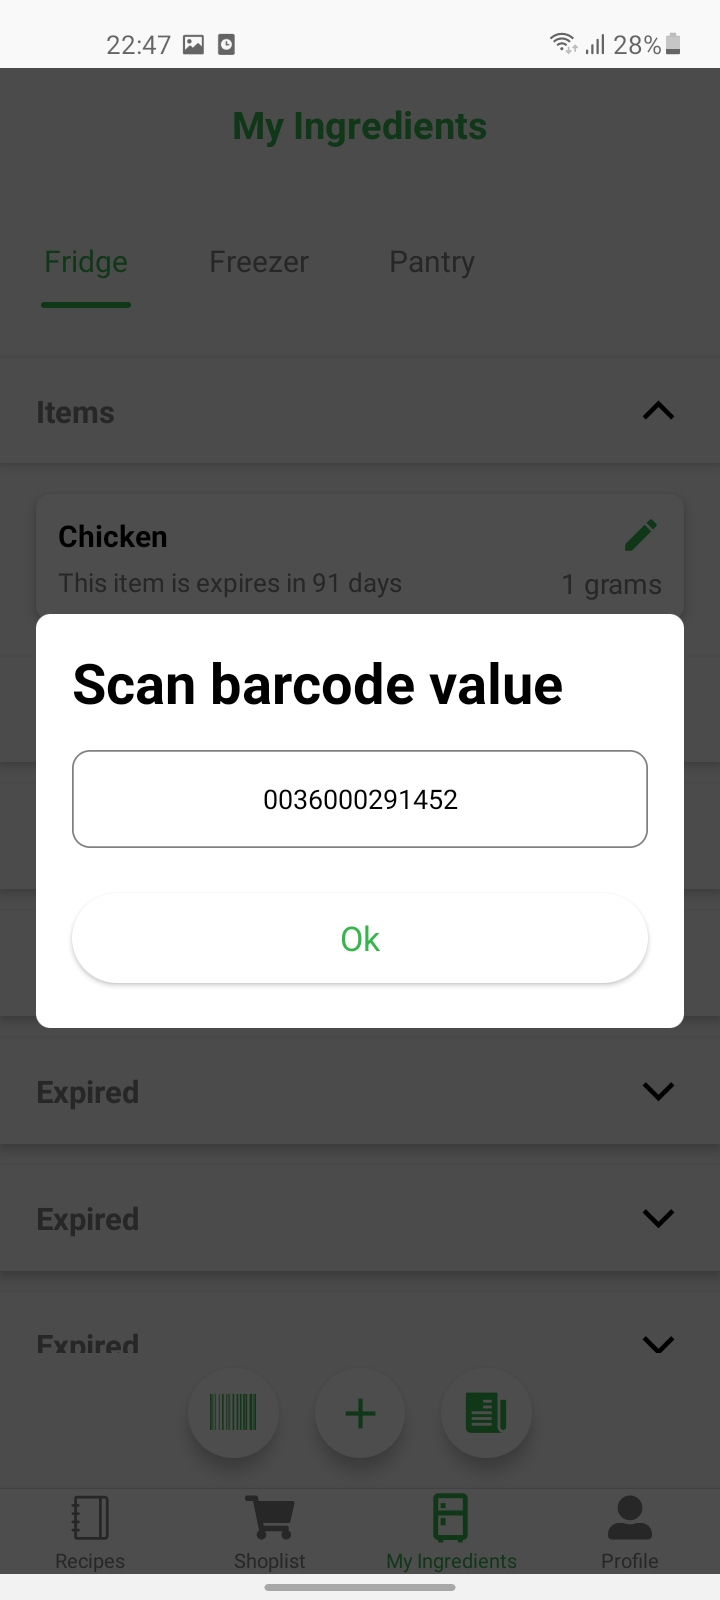 22:47
28%
My Ingredients
Fridge Freezer Pantry
Items
Chicken
This item is expires in 91 days 1 grams
Scan barcode value
0036000291452
Ok
Expired
Expired
Expired
Recipes Shoplist My Ingredients Profile